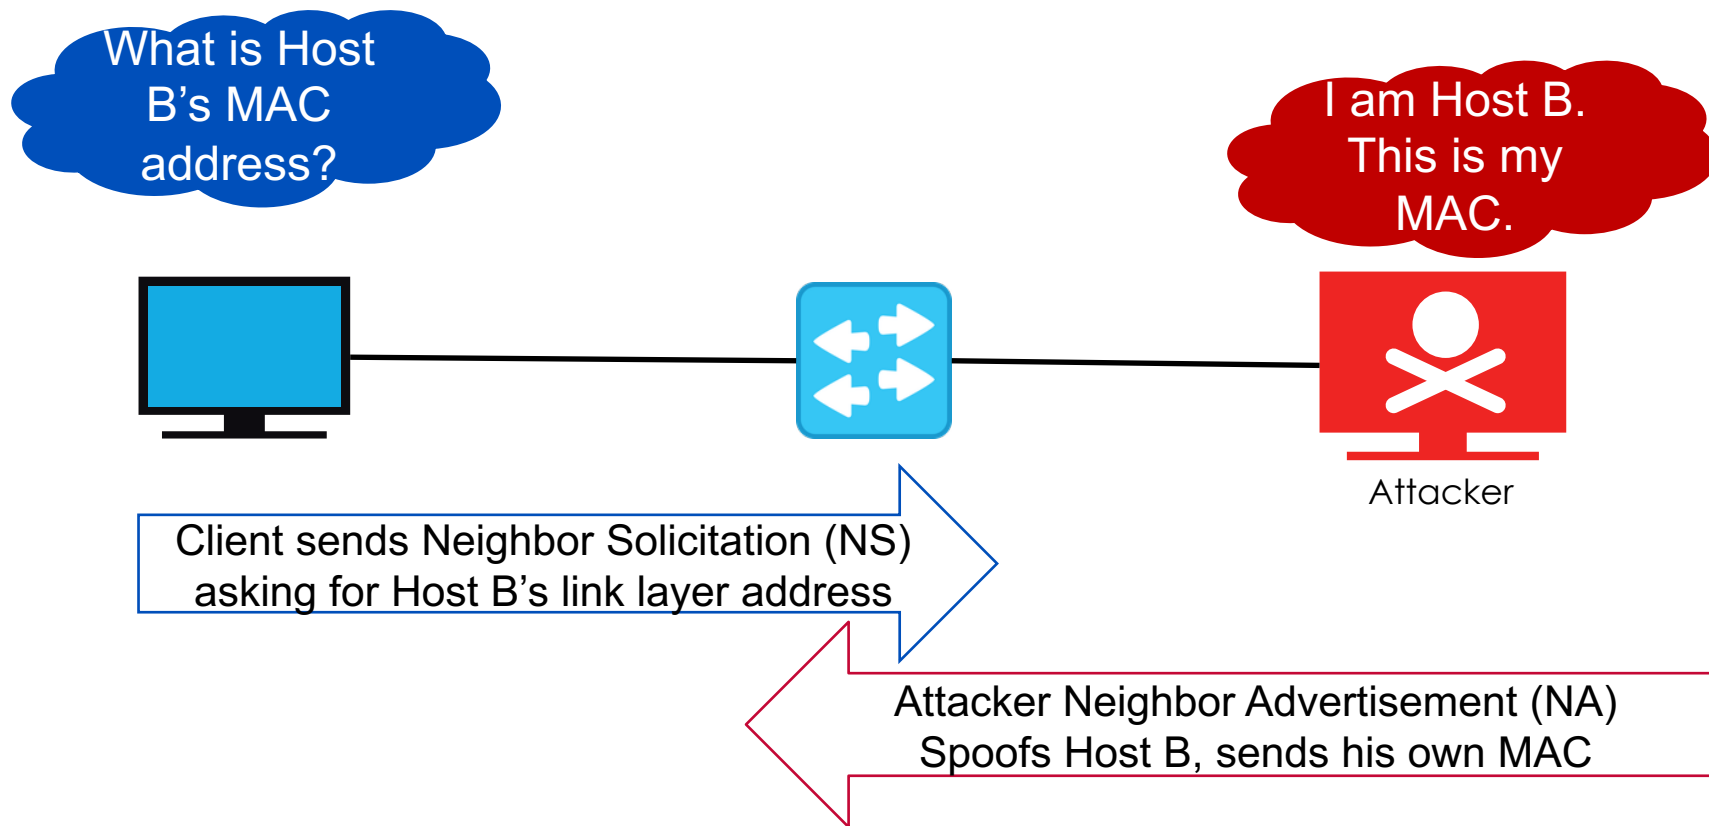 What is Host
B’s MAC
address?
I am Host B.
This is my
MAC.
Attacker
Client sends Neighbor Solicitation (NS)
asking for Host B’s link layer address
Attacker Neighbor Advertisement (NA)
Spoofs Host B, sends his own MAC